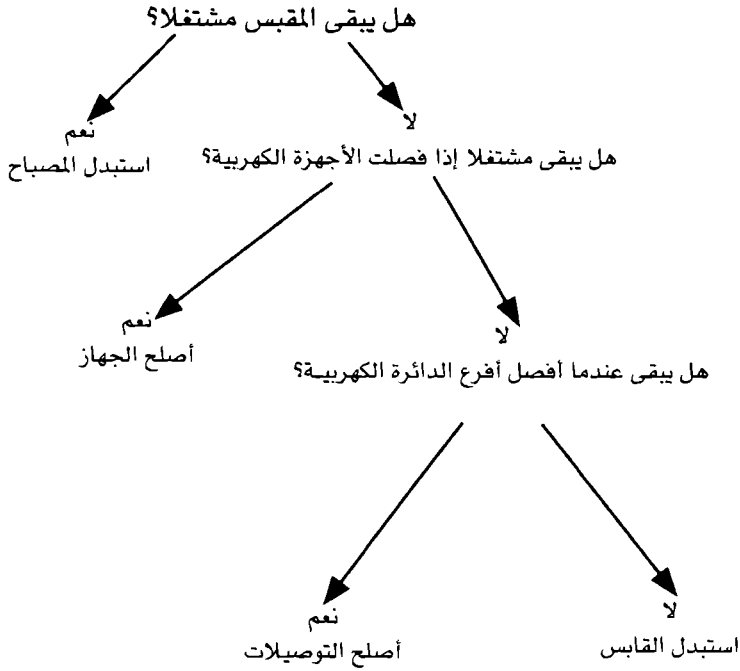 هل يبقى المقبس مشتغلا؟
نعم
استبدل المصباح
لا
هل يبقى مشتغلا إذا فصلت الأجهزة الكهربية؟
نعم
أصلح الجهاز
لا
هل يبقى عندما أفصل أفرع الدائرة الكهربية؟
نعم
أصلح التوصيلات
لا
استبدل القابس